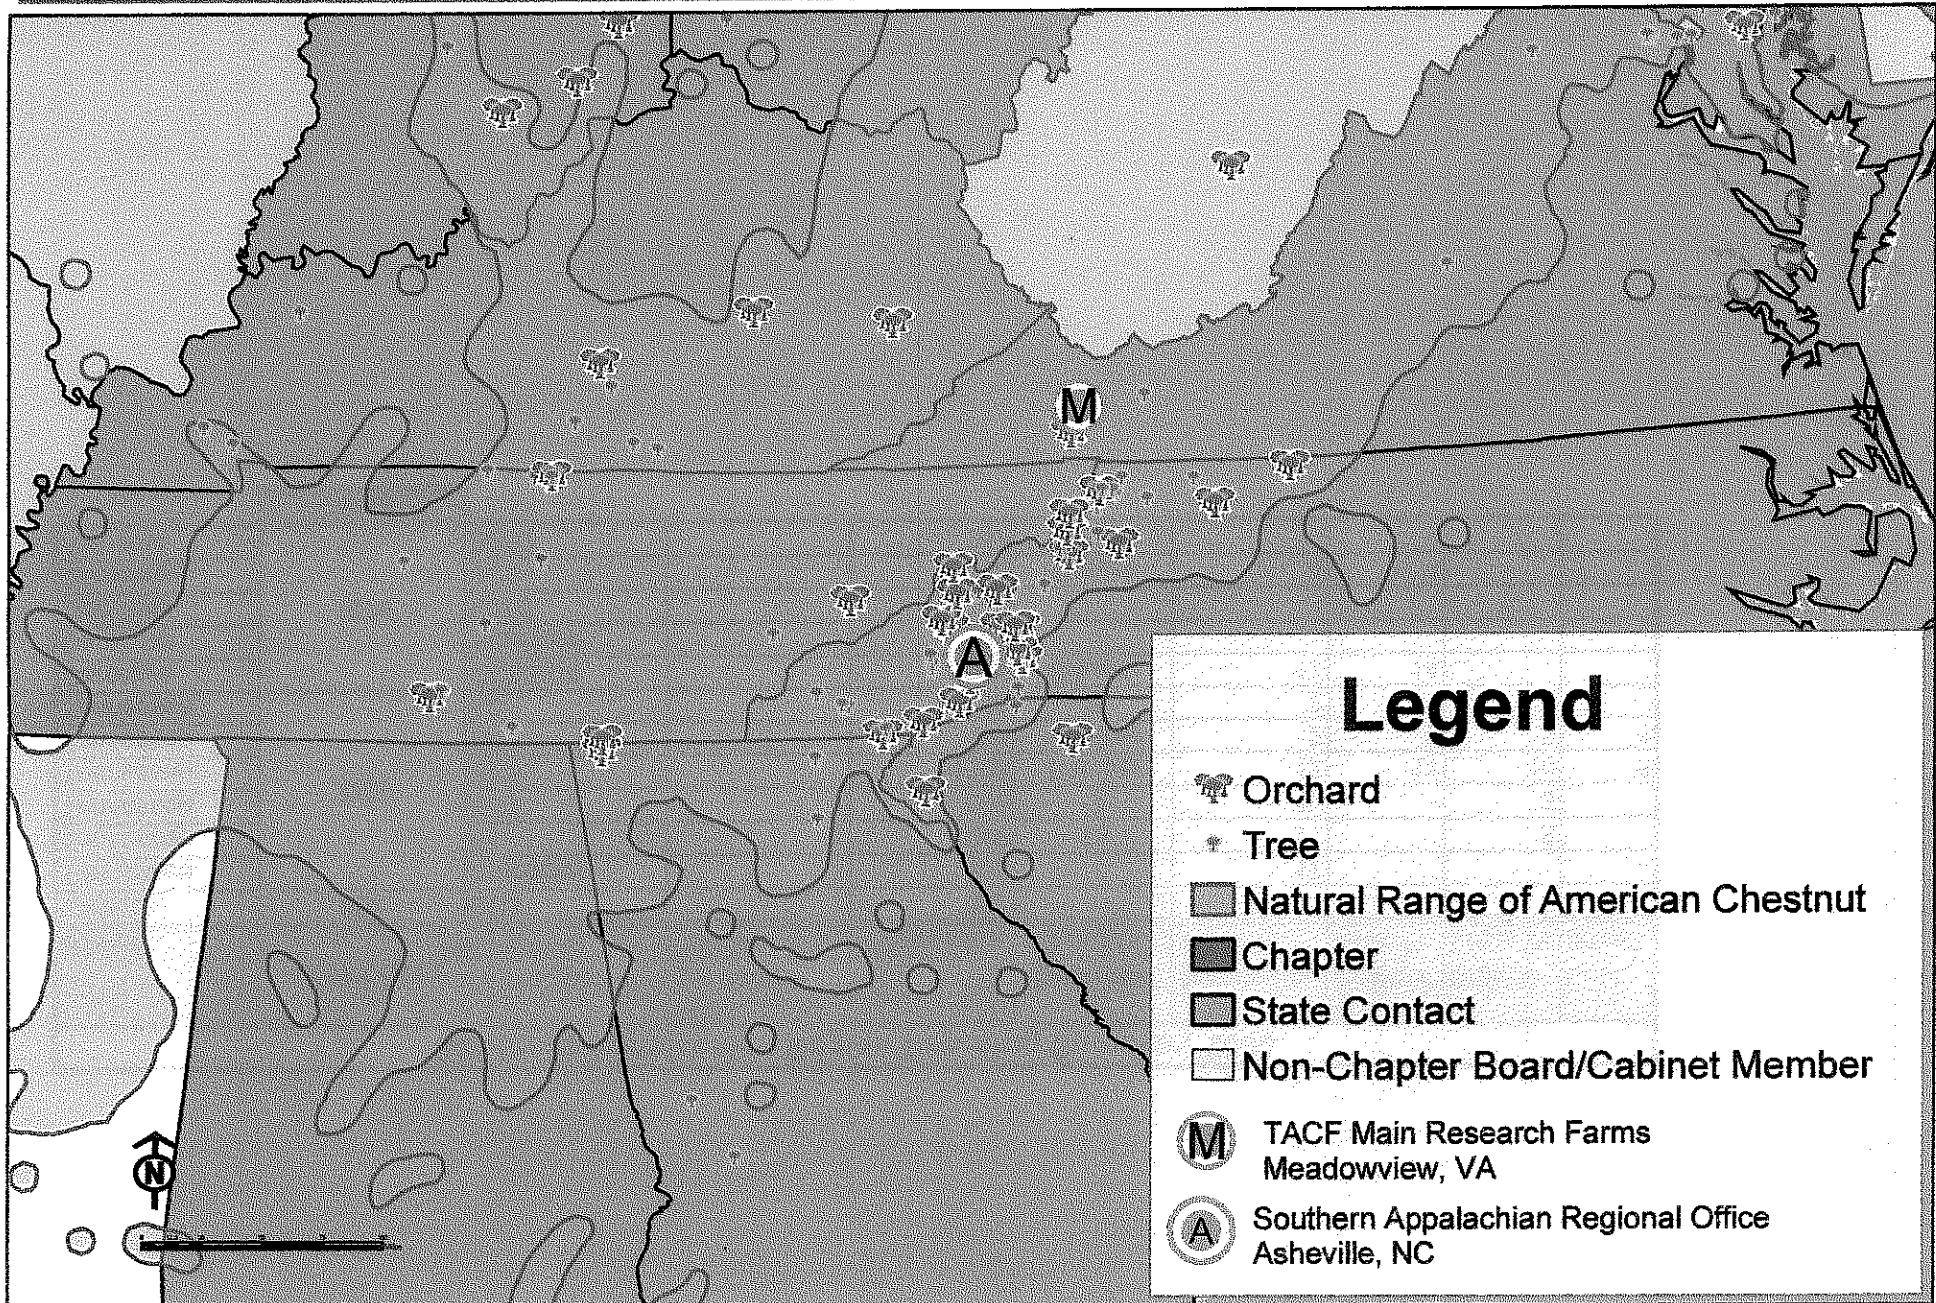 M
A
N
Legend
Orchard
Tree
Natural Range of American Chestnut
Chapter
State Contact
Non-Chapter Board/Cabinet Member
M TACF Main Research Farms
Meadowview, VA
A Southern Appalachian Regional Office
Asheville, NC